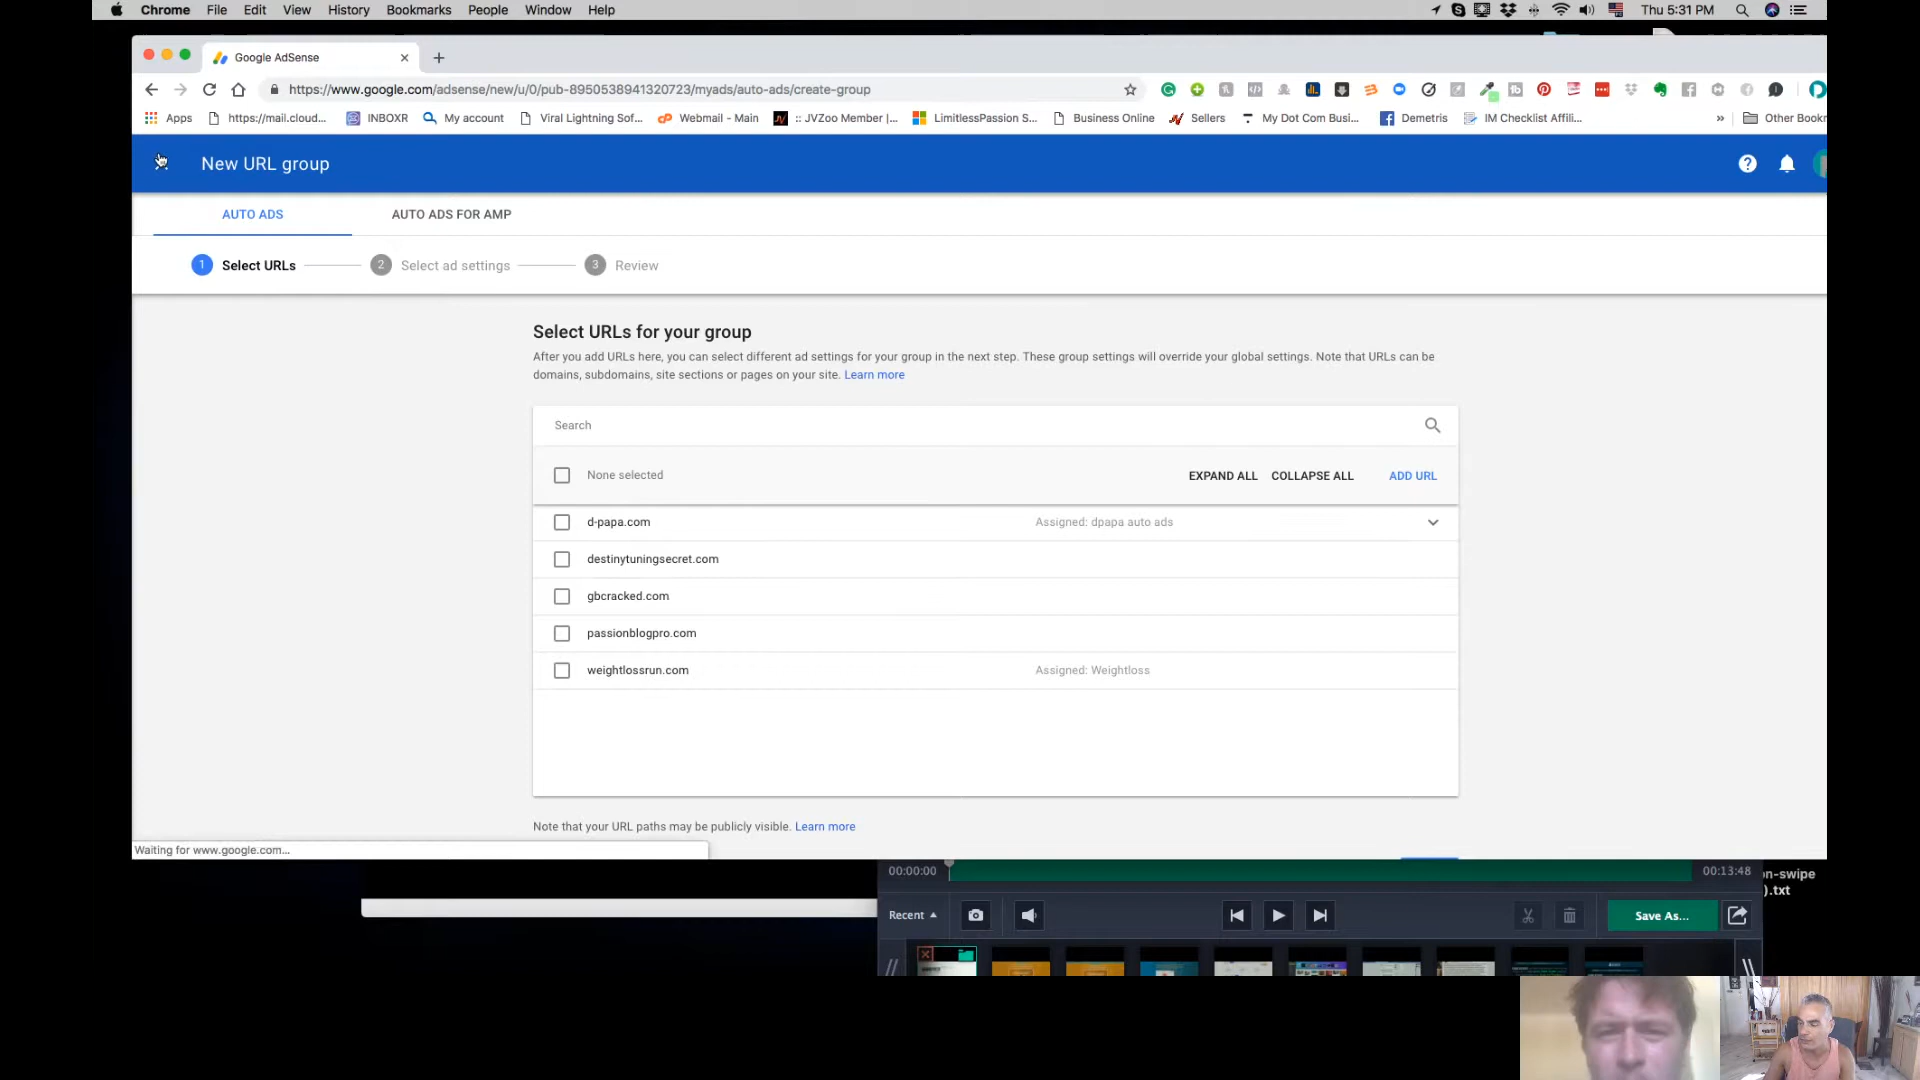 Chrome File Edit View History Bookmarks People Window Help Thu 5:31 PM
Google AdSense
https://www.google.com/adsense/new/u/0/pub-8950538941320723/myads/auto-ads/create-group
Apps https://mail.cloud... INBOXR My account Viral Lightning Sof... Webmail - Main :: JVZoo Member |... LimitlessPassion S... Business Online Sellers My Dot Com Busi... Demetris IM Checklist Affili... » Other Bookm
New URL group
AUTO ADS AUTO ADS FOR AMP
1 Select URLs 2 Select ad settings 3 Review
Select URLs for your group
After you add URLs here, you can select different ad settings for your group in the next step. These group settings will override your global settings. Note that URLs can be
domains, subdomains, site sections or pages on your site. Learn more
Search
None selected EXPAND ALL COLLAPSE ALL ADD URL
d-papa.com Assigned: dpapa auto ads
destinytuningsecret.com
gbcracked.com
passionblogpro.com
weightlossrun.com Assigned: Weightloss
Note that your URL paths may be publicly visible. Learn more
Waiting for www.google.com...
00:00:00 00:13:48
on-swipe
).txt
Recent Save As...